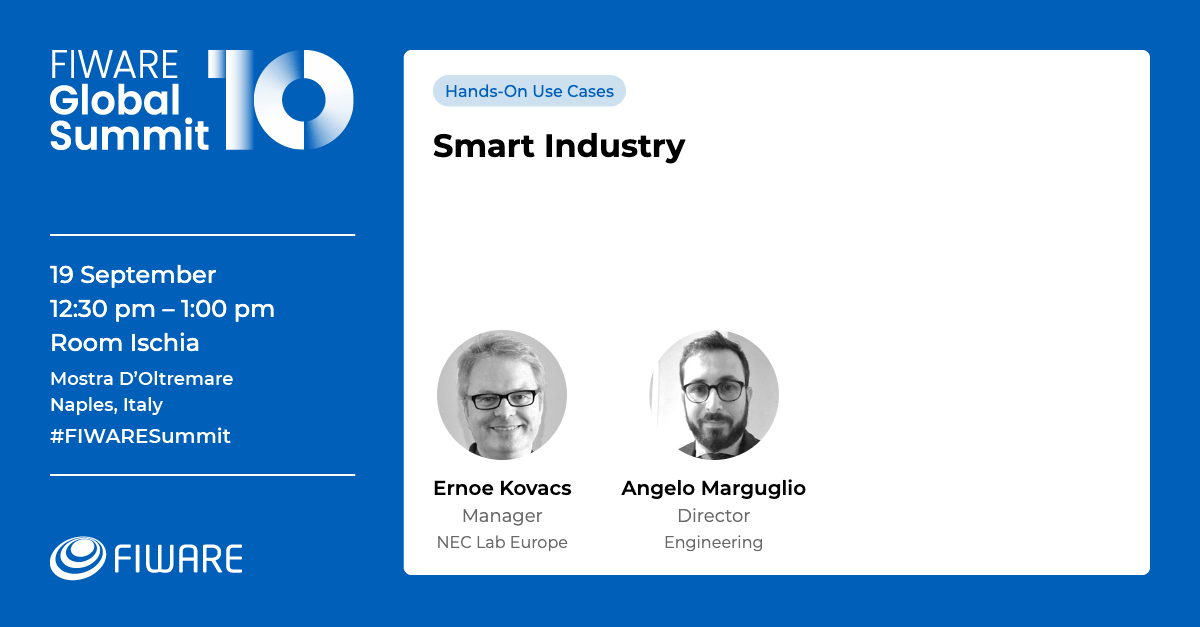 FIWARE
Global
Summit
10
19 September
12:30 pm – 1:00 pm
Room Ischia
Mostra D’Oltremare
Naples, Italy
#FIWARESummit
FIWARE
Hands-On Use Cases
Smart Industry
Ernoe Kovacs
Manager
NEC Lab Europe
Angelo Marguglio
Director
Engineering